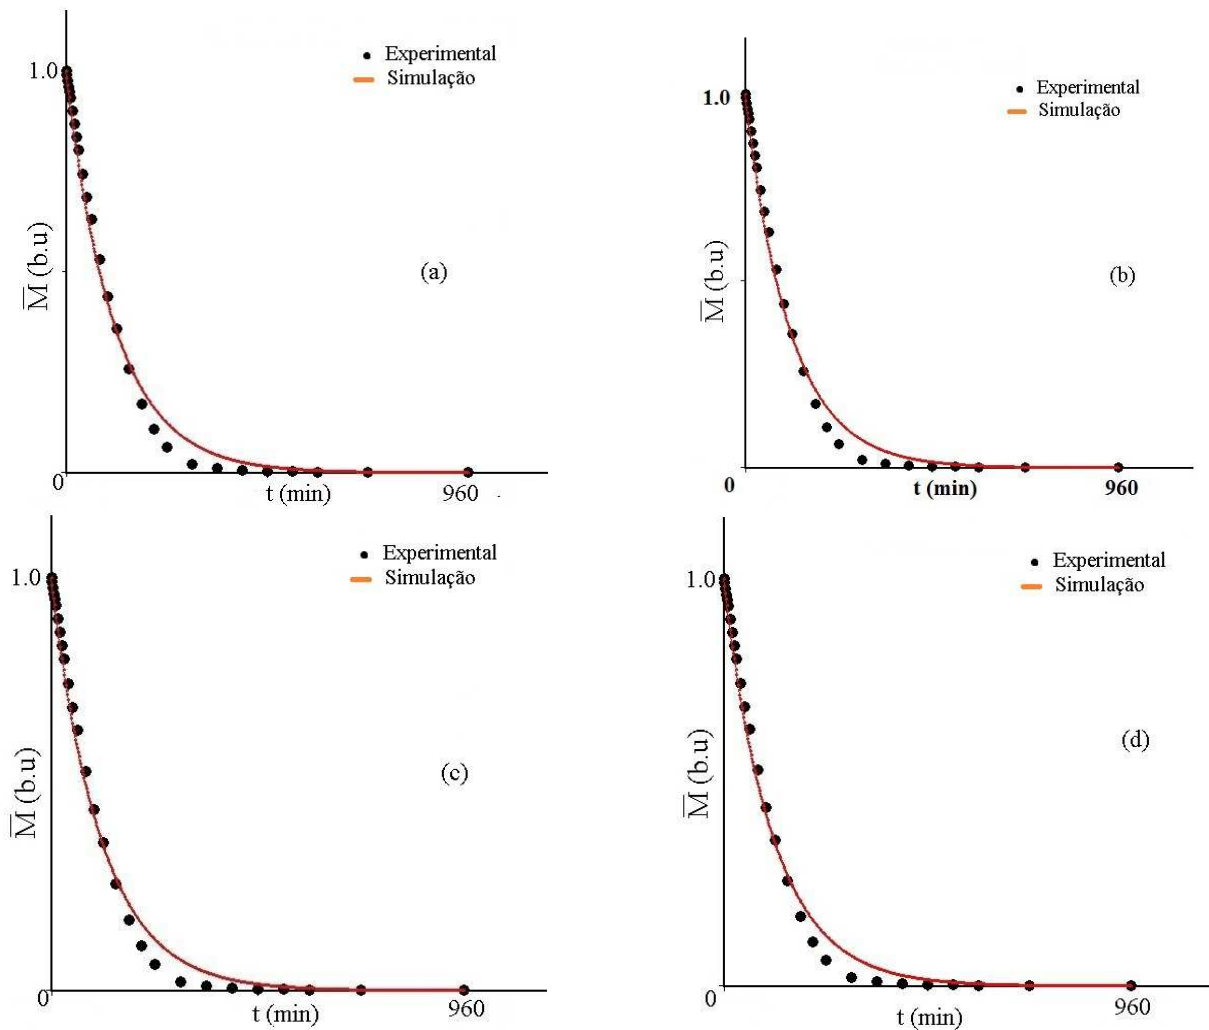 Experimental
Simulação
1.0
M̅ (b.u)
(a)
0
t (min)
960
Experimental
Simulação
1.0
M̅ (b.u)
(b)
0
t (min)
960
Experimental
Simulação
1.0
M̅ (b.u)
(c)
0
t (min)
960
Experimental
Simulação
1.0
M̅ (b.u)
(d)
0
t (min)
960